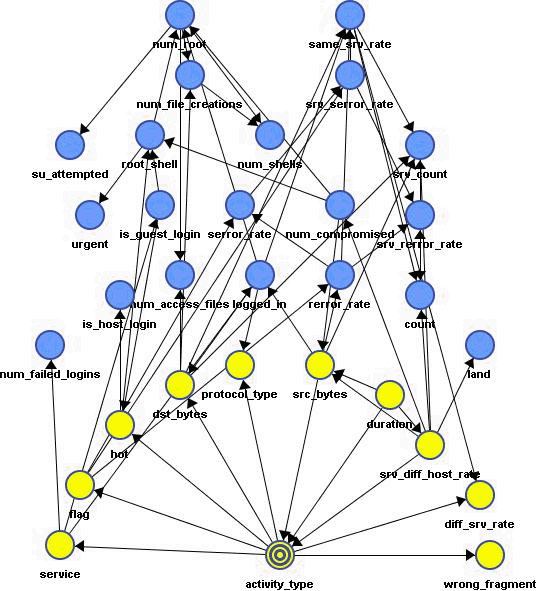 num_root
same_srv_rate
num_file_creations
srv_serror_rate
root_shell
num_shells
su_attempted
srv_count
urgent
is_guest_login
serror_rate
num_compromised
srv_rerror_rate
num_access_files
logged_in
rerror_rate
is_host_login
count
num_failed_logins
dst_bytes
protocol_type
src_bytes
land
duration
hot
srv_diff_host_rate
flag
diff_srv_rate
service
activity_type
wrong_fragment